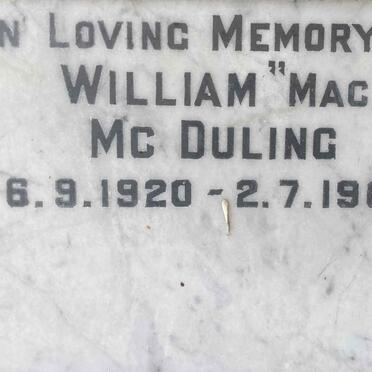 N LOVING MEMORY
WILLIAM "MAC
MC DULING
6.9.1920 - 2.7.19